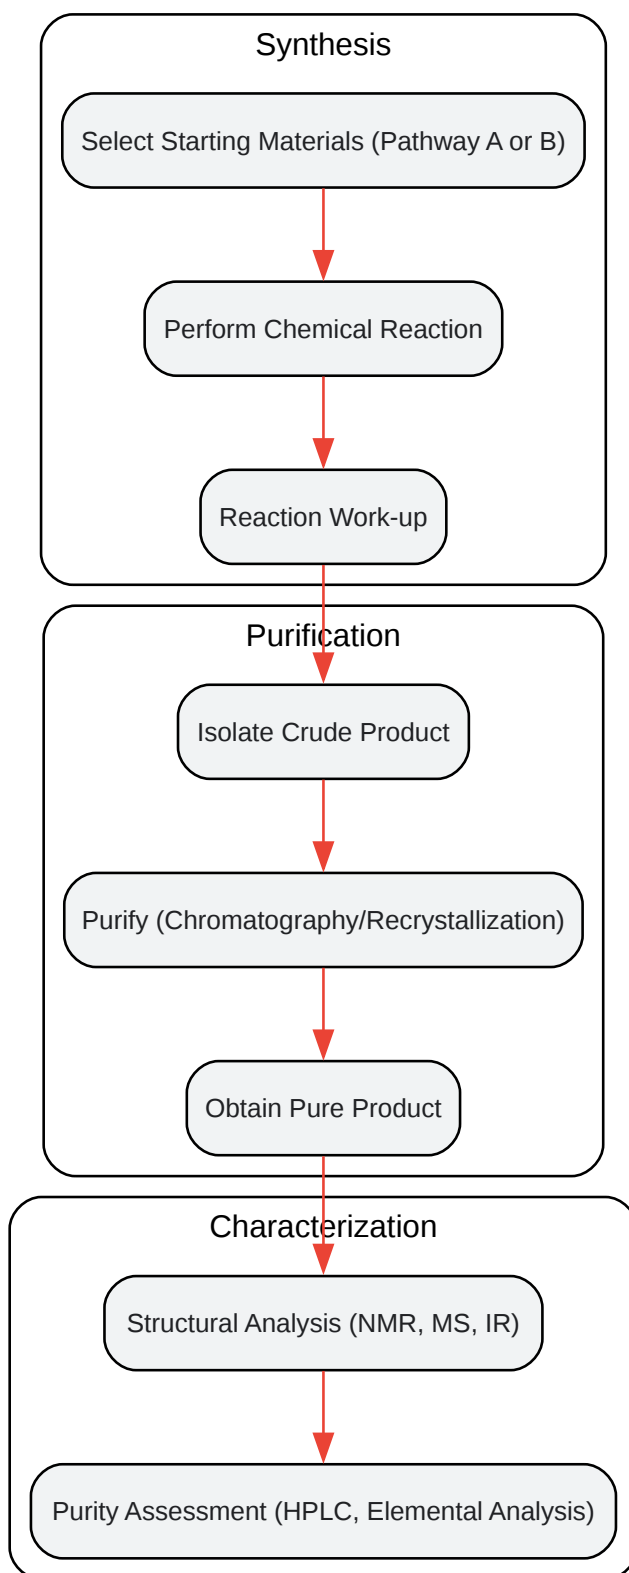 Synthesis
Select Starting Materials (Pathway A or B)
Perform Chemical Reaction
Reaction Work-up
Purification
Isolate Crude Product
Purify (Chromatography/Recrystallization)
Obtain Pure Product
Characterization
Structural Analysis (NMR, MS, IR)
Purity Assessment (HPLC, Elemental Analysis)